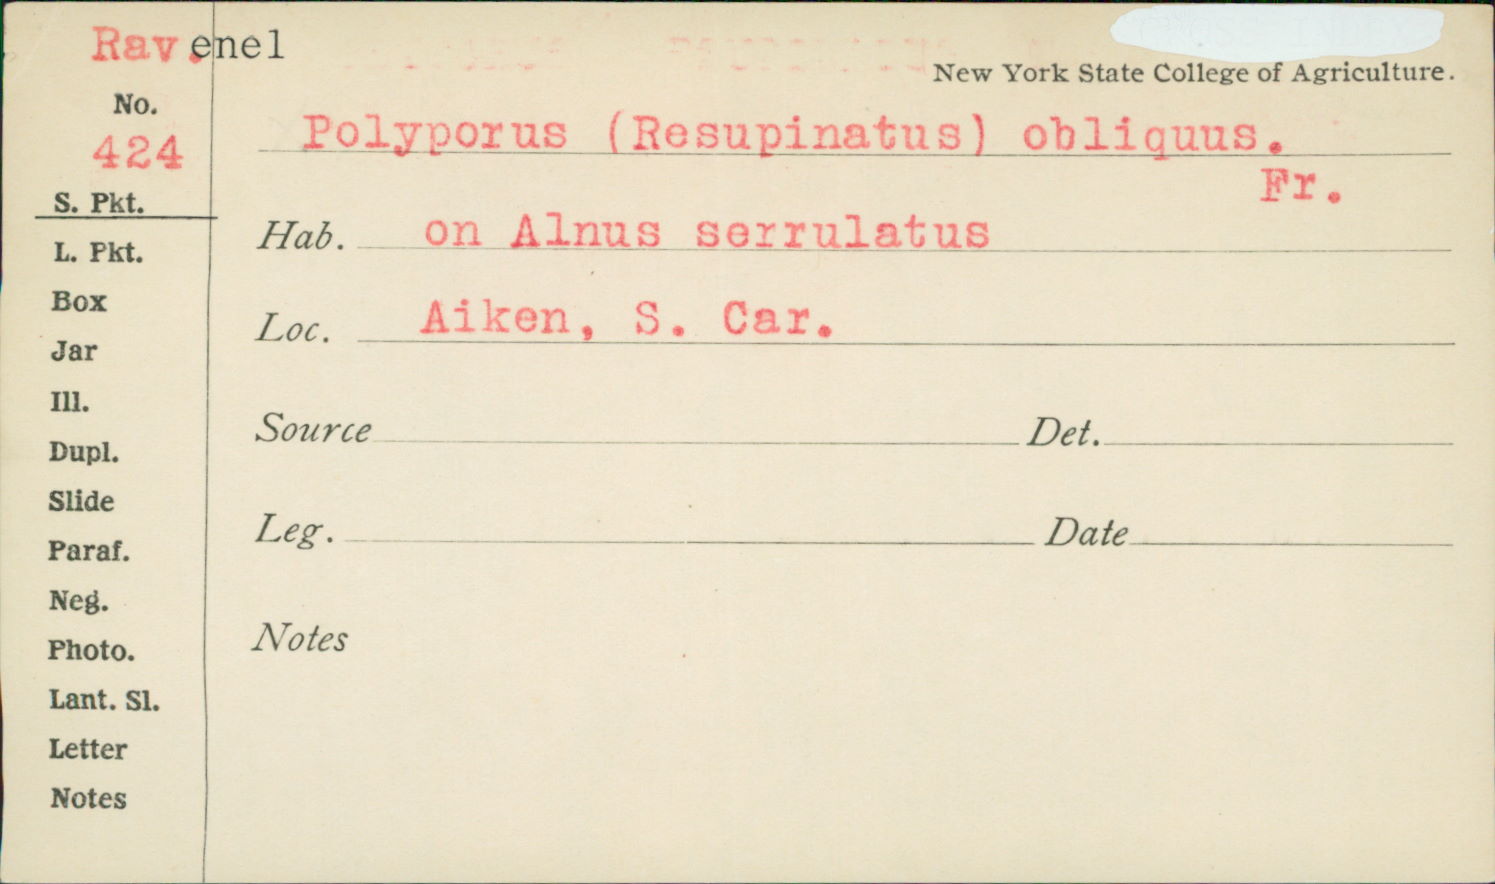 Rav.enel
New York State College of Agriculture.
No.
424
Polyporus (Resupinatus) obliquus.
Fr.
S. Pkt.
Hab. on Alnus serrulatus
L. Pkt.
Box
Loc. Aiken, S. Car.
Jar
Ill.
Source Det.
Dupl.
Slide
Leg. Date
Paraf.
Neg.
Notes
Photo.
Lant. Sl.
Letter
Notes